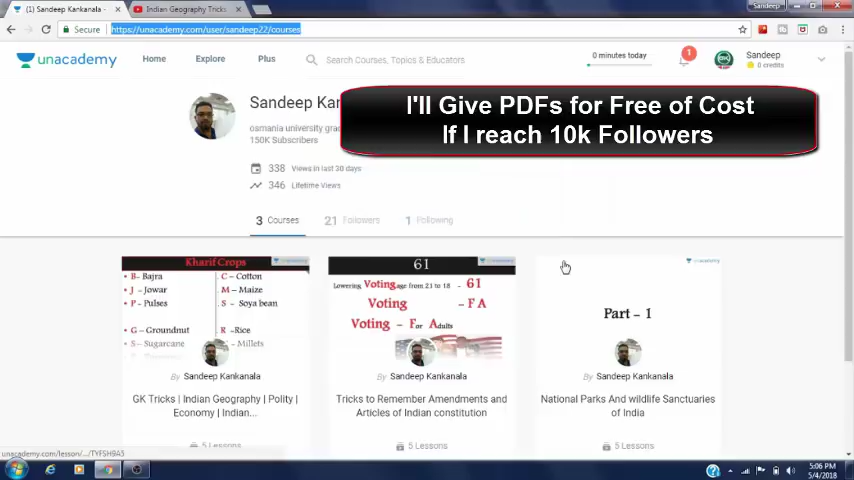 Sandeep Kankanala -
Indian Geography Tricks
Sandeep
Secure
https://unacademy.com/user/sandeep22/courses
unacademy
Home
Explore
Plus
Search Courses, Topics & Educators
0 minutes today
1
Sandeep
0 credits
Sandeep Kan
osmania university gra
150K Subscribers
I'll Give PDFs for Free of Cost
If I reach 10k Followers
338 Views in last 30 days
346 Lifetime Views
3 Courses
21 Followers
1 Following
Kharif Crops
unacademy
B– Bajra
C – Cotton
J – Jowar
M – Maize
P – Pulses
S – Soya bean
G – Groundnut
R –Rice
S– Sugarcane
– Millets
61
unacademy
Lowering Voting age from 21 to 18 - 61
Voting – F A
Voting – For Adults
unacademy
Part – 1
By Sandeep Kankanala
By Sandeep Kankanala
By Sandeep Kankanala
GK Tricks | Indian Geography | Polity |
Economy | Indian...
Tricks to Remember Amendments and
Articles of Indian constitution
National Parks And wildlife Sanctuaries
of India
5 Lessons
5 Lessons
5 Lessons
5:06 PM
5/4/2018